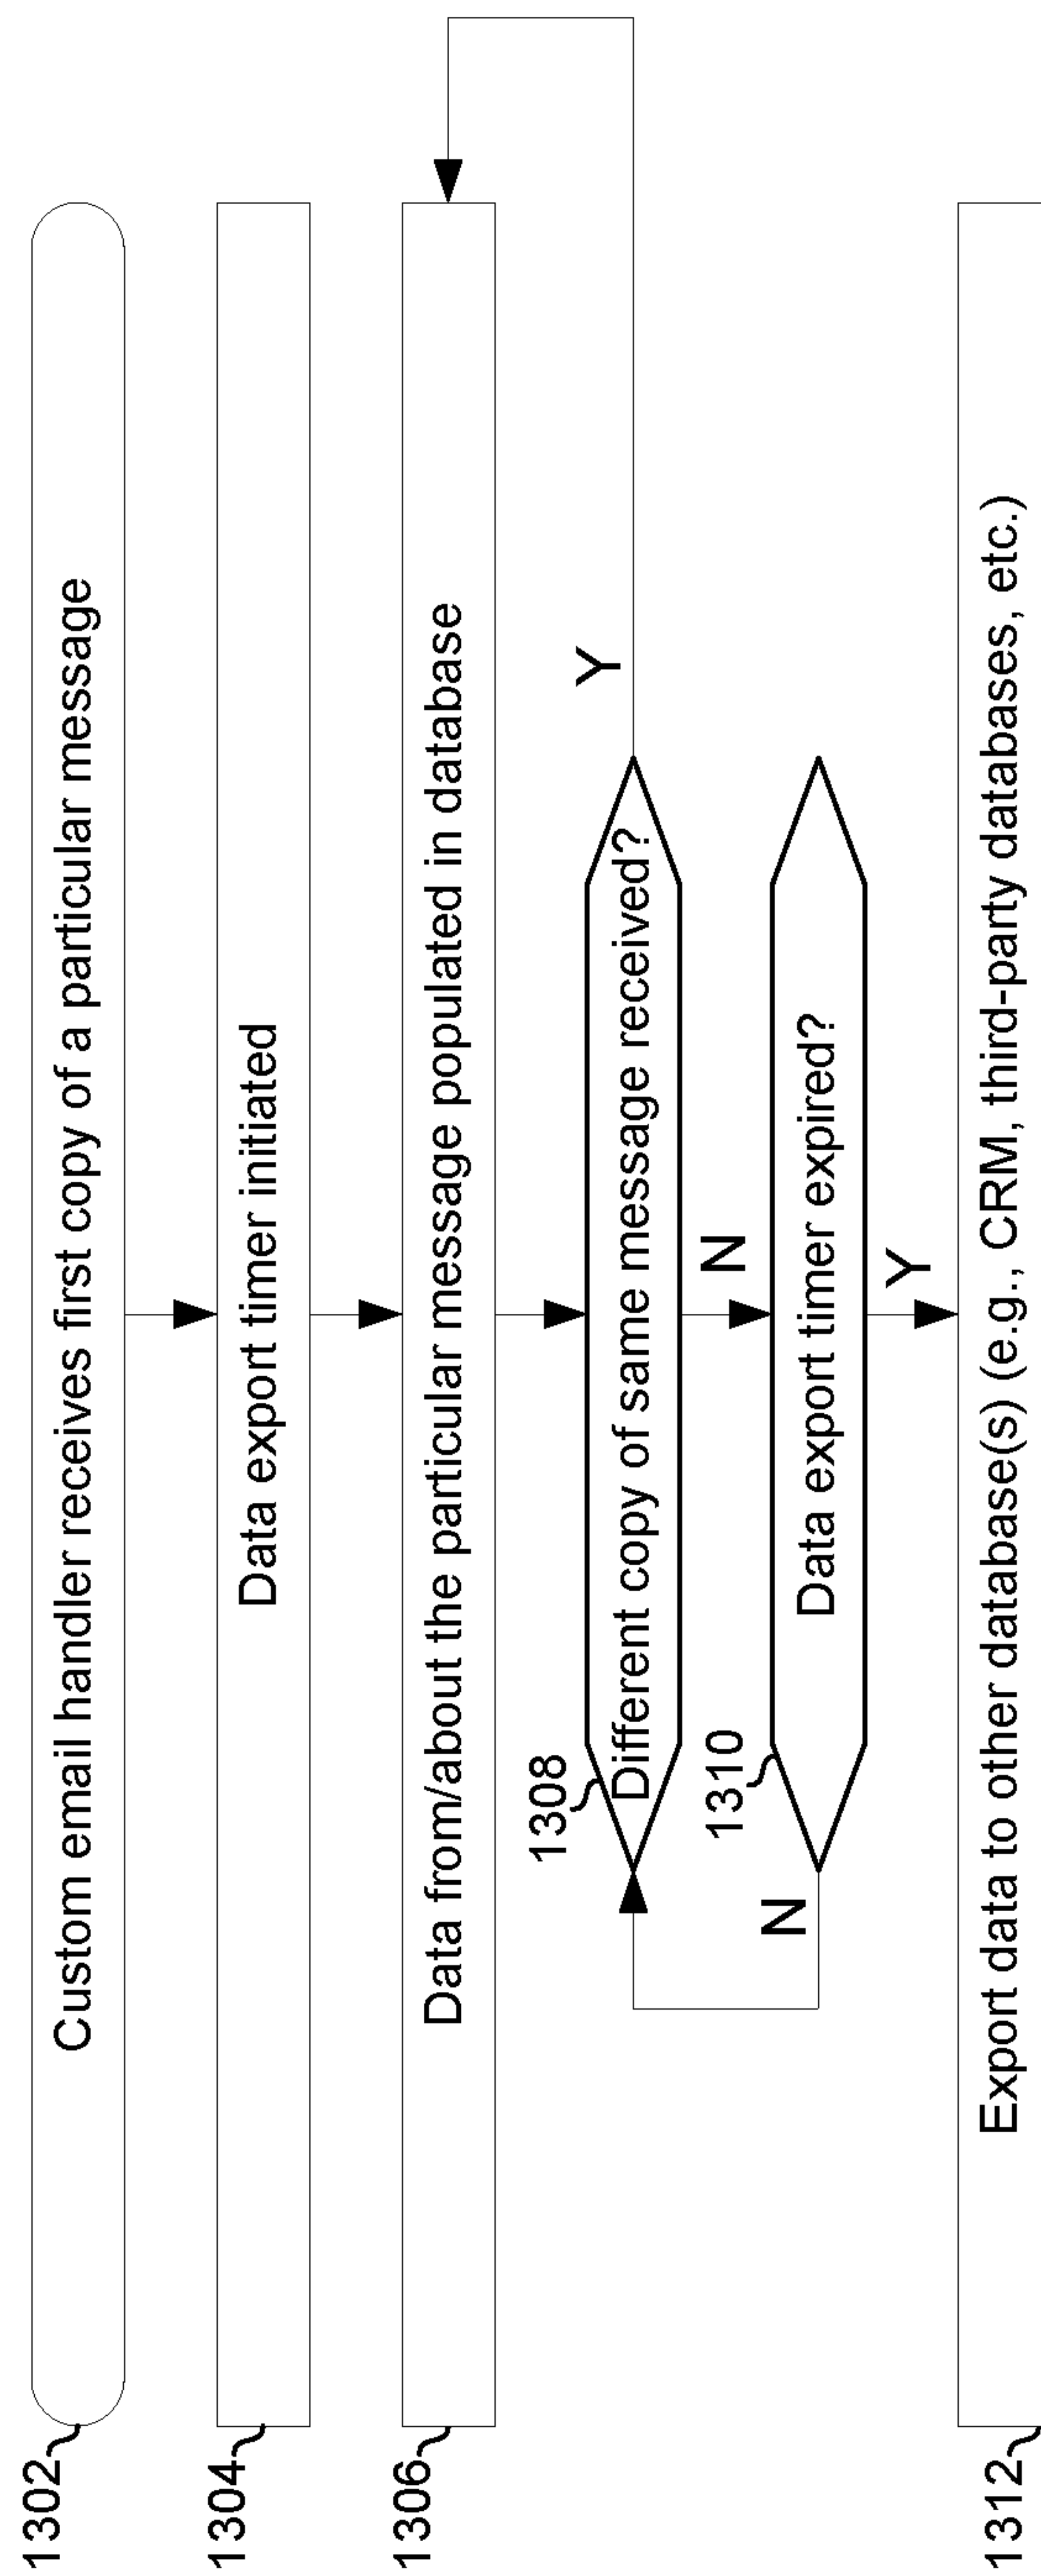 1302
Custom email handler receives first copy of a particular message
1304
Data export timer initiated
1306
Data from/about the particular message populated in database
1308
Different copy of same message received?
Y
N
1310
Data export timer expired?
N
Y
1312
Export data to other database(s) (e.g., CRM, third-party databases, etc.)